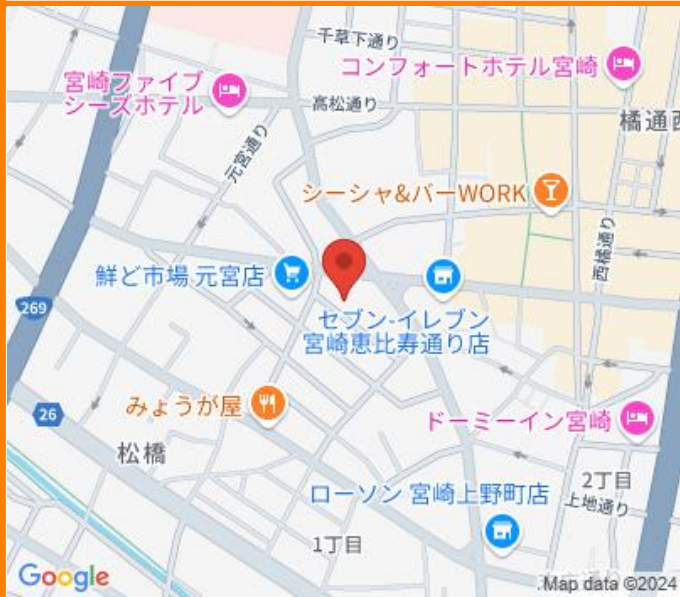 千草下通り
コンフォートホテル宮崎
宮崎ファイブ
シーズホテル
高松通り
橘通西
元宮通り
シーシャ&バーWORK
西橘通り
鮮ど市場 元宮店
269
セブン-イレブン
宮崎恵比寿通り店
みょうが屋
26
ドーミーイン宮崎
松橋
2丁目
ローソン 宮崎上野町店
上地通り
1丁目
Google
Map data ©2024